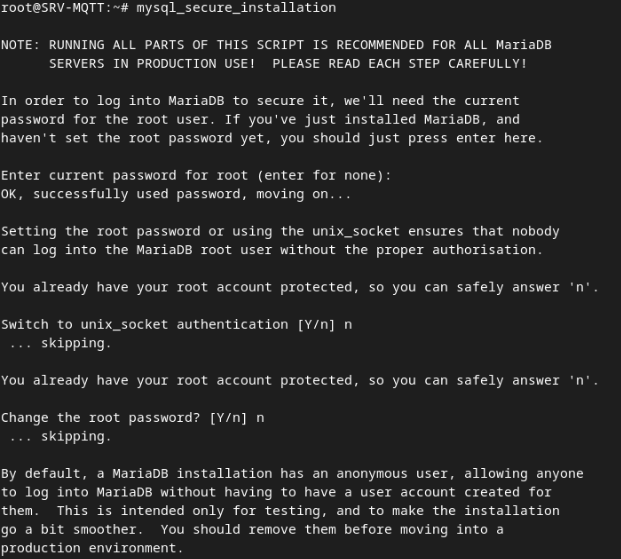 root@SRV-MQTT:~# mysql_secure_installation
NOTE: RUNNING ALL PARTS OF THIS SCRIPT IS RECOMMENDED FOR ALL MariaDB
SERVERS IN PRODUCTION USE!  PLEASE READ EACH STEP CAREFULLY!
In order to log into MariaDB to secure it, we'll need the current
password for the root user. If you've just installed MariaDB, and
haven't set the root password yet, you should just press enter here.
Enter current password for root (enter for none):
OK, successfully used password, moving on...
Setting the root password or using the unix_socket ensures that nobody
can log into the MariaDB root user without the proper authorisation.
You already have your root account protected, so you can safely answer 'n'.
Switch to unix_socket authentication [Y/n] n
... skipping.
You already have your root account protected, so you can safely answer 'n'.
Change the root password? [Y/n] n
... skipping.
By default, a MariaDB installation has an anonymous user, allowing anyone
to log into MariaDB without having to have a user account created for
them.  This is intended only for testing, and to make the installation
go a bit smoother.  You should remove them before moving into a
production environment.